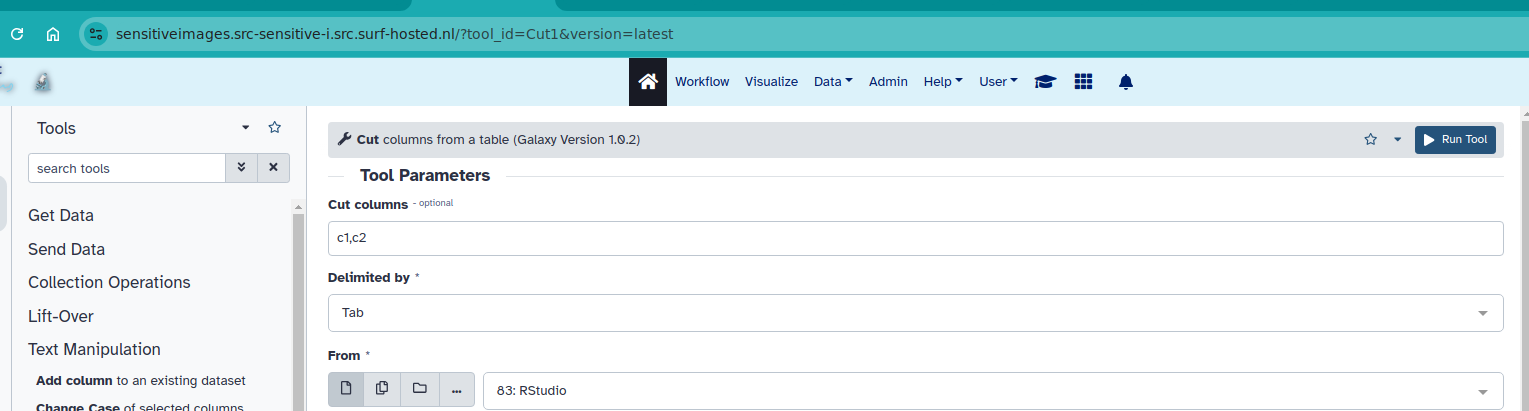 sensitiveimages.src-sensitive-i.src.surf-hosted.nl/?tool_id=Cut1&version=latest
Workflow Visualize Data Admin Help User
Tools
search tools
Get Data
Send Data
Collection Operations
Lift-Over
Text Manipulation
Add column to an existing dataset
Change Case of selected columns
Cut columns from a table (Galaxy Version 1.0.2)
Run Tool
Tool Parameters
Cut columns - optional
c1,c2
Delimited by *
Tab
From *
...
83: RStudio